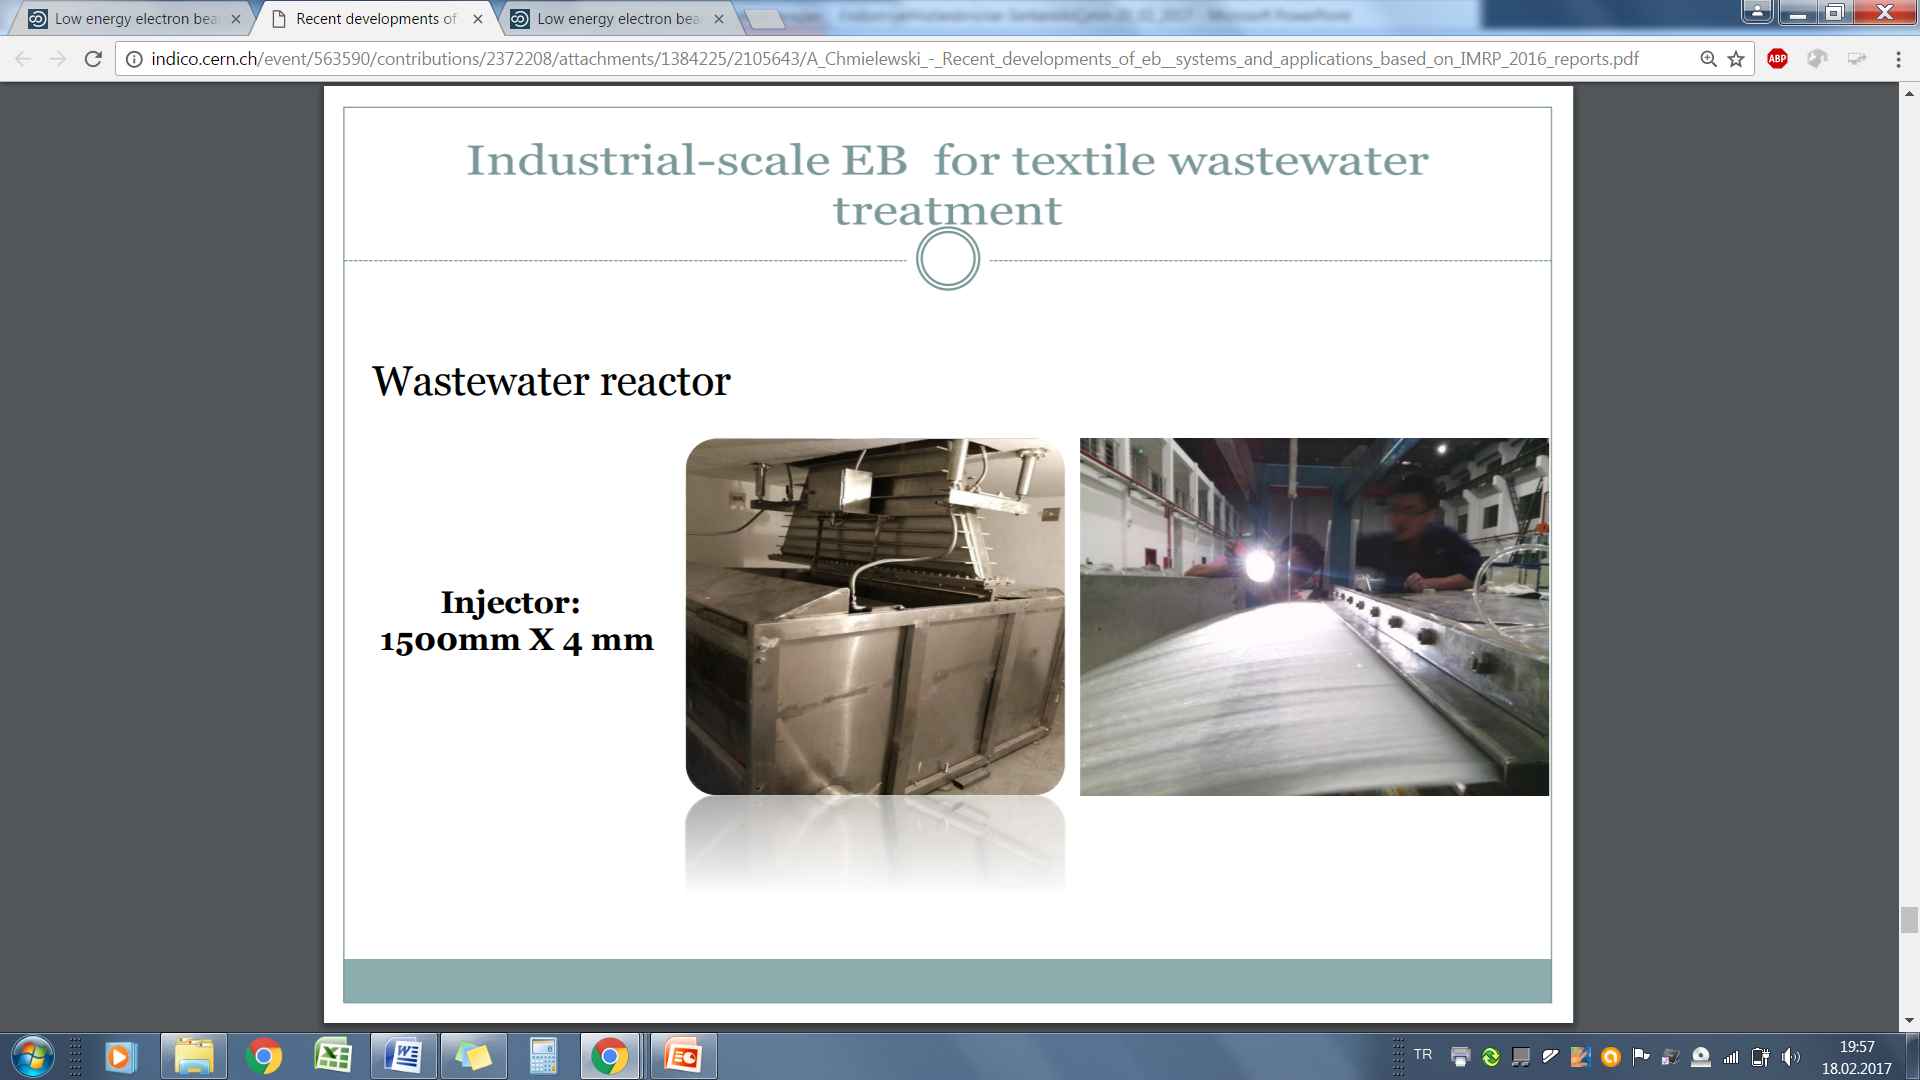 Low energy electron bea
Recent developments of
Low energy electron bea
indico.cern.ch/event/563590/contributions/2372208/attachments/1384225/2105643/A_Chmielewski_-_Recent_developments_of_eb__systems_and_applications_based_on_IMRP_2016_reports.pdf
ABP
Industrial-scale EB for textile wastewater
treatment
Wastewater reactor
Injector:
1500mm X 4 mm
TR
19:57
18.02.2017